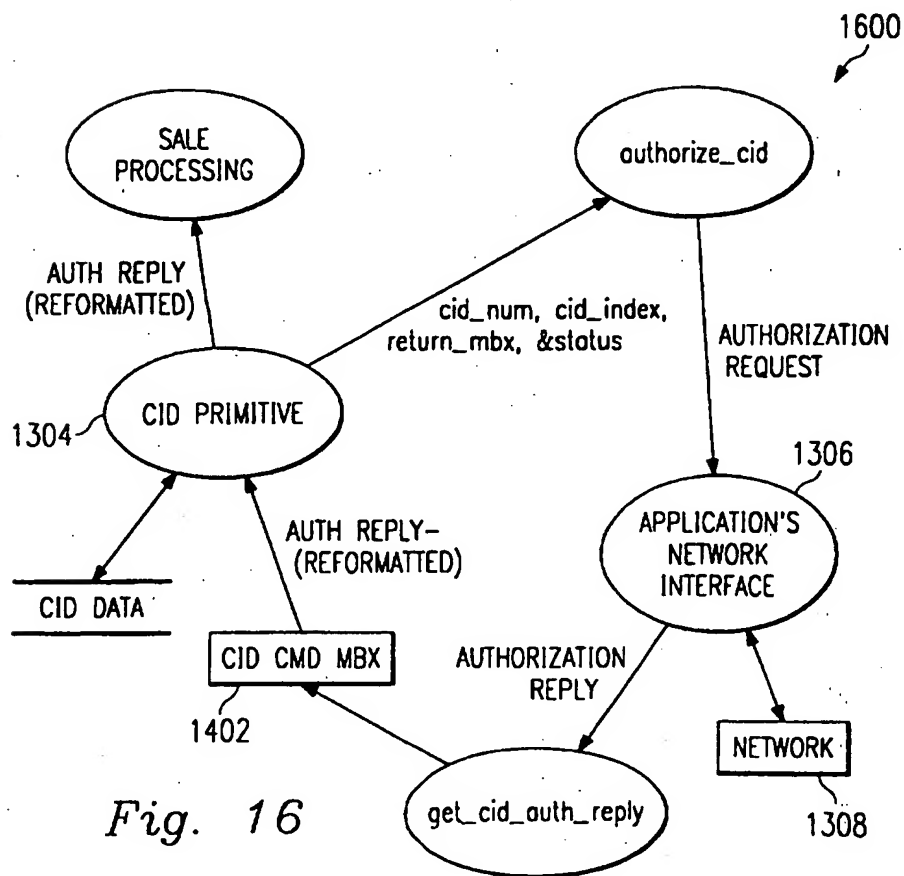 1600
SALE
PROCESSING
authorize_cid
AUTH REPLY
(REFORMATTED)
cid_num, cid_index,
return_mbx, &status
AUTHORIZATION
REQUEST
CID PRIMITIVE
1304
1306
APPLICATION'S
NETWORK
INTERFACE
AUTH REPLY-
(REFORMATTED)
CID DATA
CID CMD MBX
1402
AUTHORIZATION
REPLY
NETWORK
1308
get_cid_auth_reply
Fig. 16